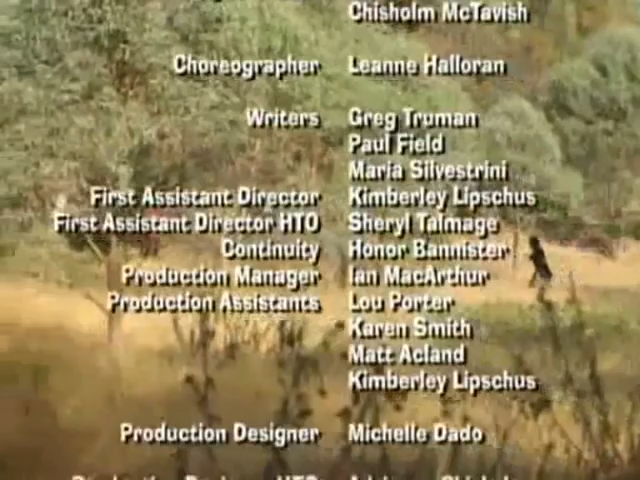 Chisholm McTavish
Choreographer Leanne Halloran
Writers Greg Truman
Paul Field
Maria Silvestrini
First Assistant Director Kimberley Lipschus
First Assistant Director HTO Sheryl Talmage
Continuity Honor Bannister
Production Manager Ian MacArthur
Production Assistants Lou Porter
Karen Smith
Matt Acland
Kimberley Lipschus
Production Designer Michelle Dado